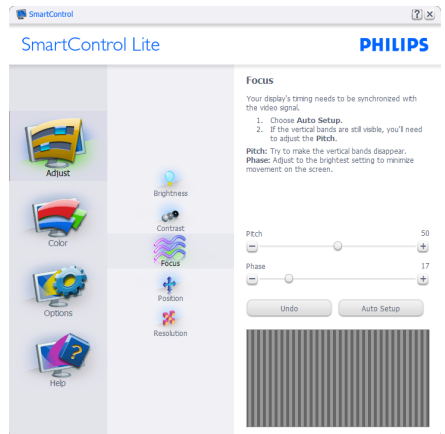 SmartControl
SmartControl Lite
PHILIPS
Adjust
Color
Options
Help
Brightness
Contrast
Focus
Position
Resolution
Focus
Your display's timing needs to be synchronized with
the video signal.
1. Choose Auto Setup.
2. If the vertical bands are still visible, you'll need
to adjust the Pitch.
Pitch: Try to make the vertical bands disappear.
Phase: Adjust to the brightest setting to minimize
movement on the screen.
Pitch 50
Phase 17
Undo Auto Setup